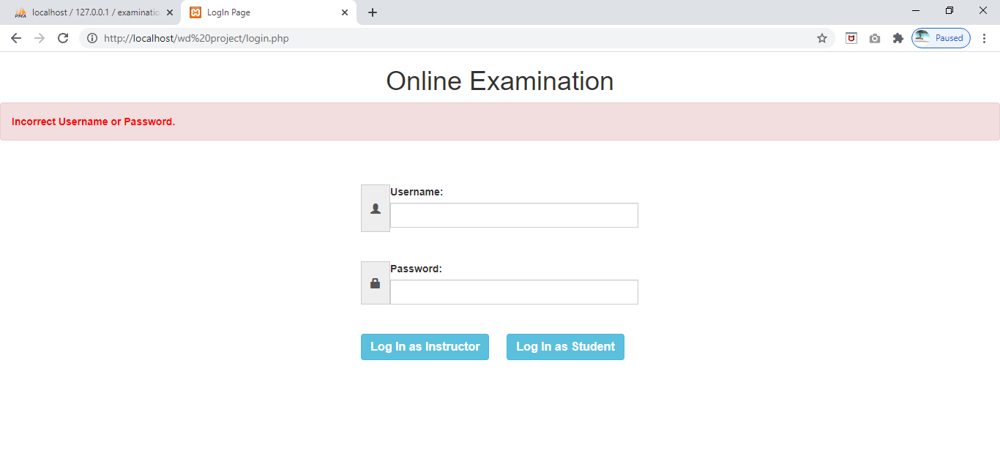 localhost / 127.0.0.1 / examinatio
LogIn Page
http://localhost/wd%20project/login.php
Paused
Online Examination
Incorrect Username or Password.
Username:
Password:
Log In as Instructor
Log In as Student